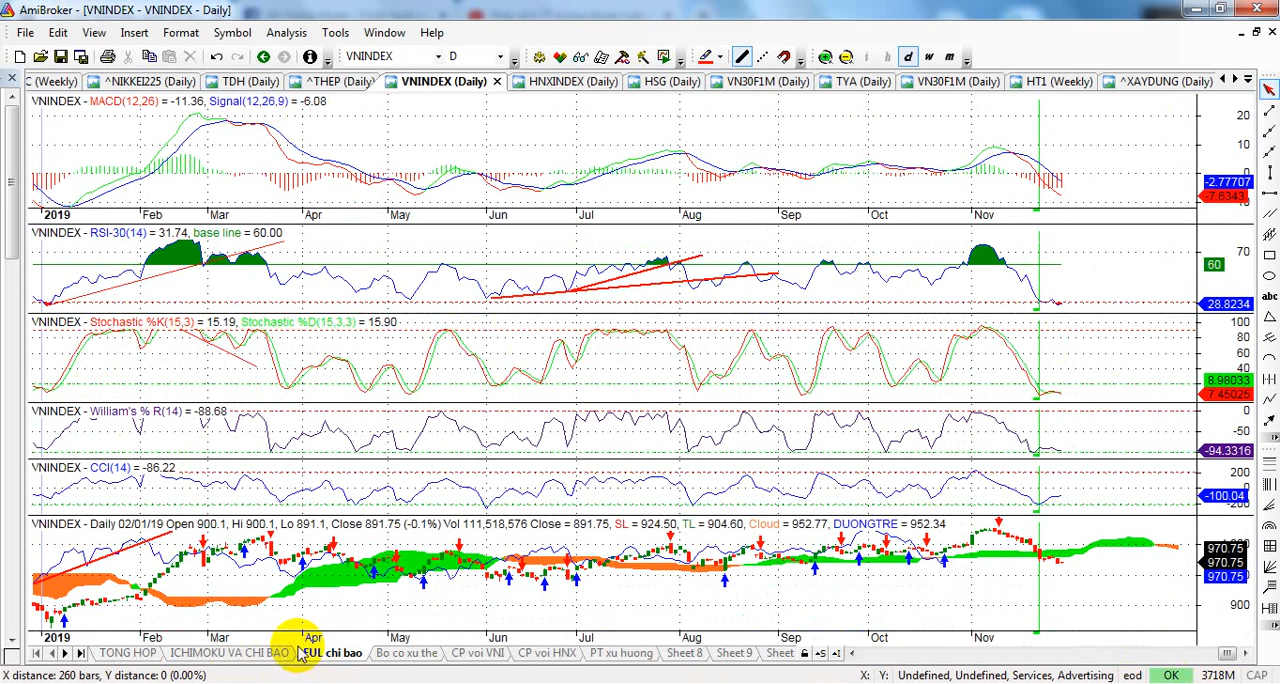 AmiBroker - [VNINDEX - VNINDEX - Daily]
File Edit View Insert Format Symbol Analysis Tools Window Help
VNINDEX D h d w m
C (Weekly) ^NIKKEI225 (Daily) TDH (Daily) ^THEP (Daily) VNINDEX (Daily) HNXINDEX (Daily) HSG (Daily) VN30F1M (Daily) TYA (Daily) VN30F1M (Daily) HT1 (Weekly) ^XAYDUNG (Daily)
VNINDEX - MACD(12,26) = -11.36, Signal(12,26,9) = -6.08
20
10
0
-2.77707
-7.6343
2019 Feb Mar Apr May Jun Jul Aug Sep Oct Nov
VNINDEX - RSI-30(14) = 31.74, base line = 60.00
70
60
28.8234
VNINDEX - Stochastic %K(15,3) = 15.19, Stochastic %D(15,3,3) = 15.90
100
80
60
40
8.98033
7.45025
VNINDEX - William's % R(14) = -88.68
0
-50
-94.3316
VNINDEX - CCI(14) = -86.22
200
-100.04
-200
VNINDEX - Daily 02/01/19 Open 900.1, Hi 900.1, Lo 891.1, Close 891.75 (-0.1%) Vol 111,518,576 Close = 891.75, SL = 924.50, TL = 904.60, Cloud = 952.77, DUONGTRE = 952.34
970.75
970.75
970.75
900
2019 Feb Mar Apr May Jun Jul Aug Sep Oct Nov
TONG HOP ICHIMOKU VA CHI BAO FUL chi bao Bo co xu the CP voi VNI CP voi HNX PT xu huong Sheet 8 Sheet 9 Sheet
X distance: 260 bars, Y distance: 0 (0.00%) X: Y: Undefined, Undefined, Services, Advertising eod OK 3718M CAP
abc